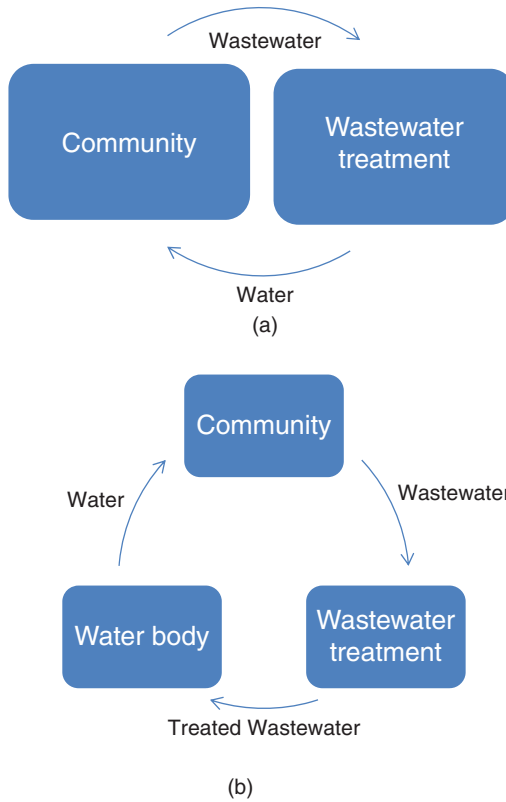 Wastewater
Community
Wastewater
treatment
Water
(a)
Community
Water
Wastewater
Water body
Wastewater
treatment
Treated Wastewater
(b)